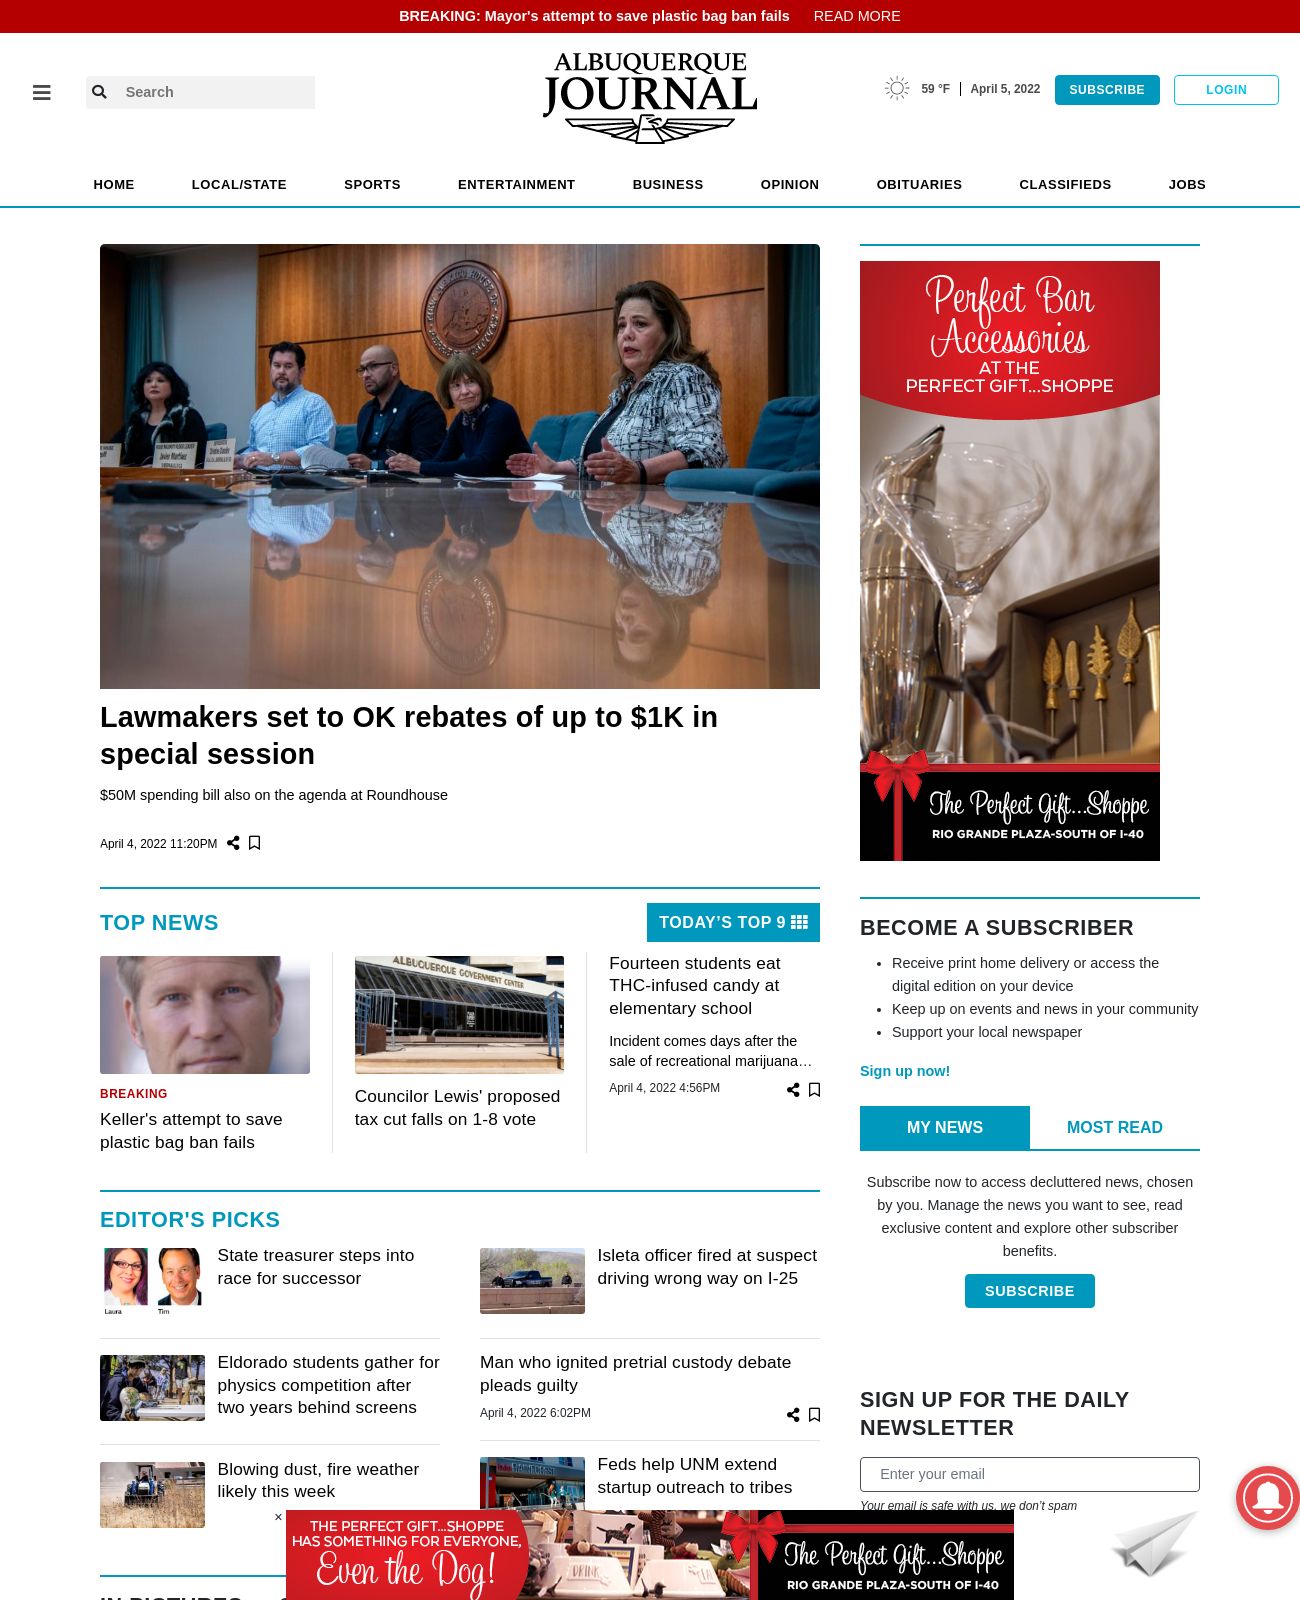 BREAKING: Mayor's attempt to save plastic bag ban fails READ MORE
Search
ALBUQUERQUE
JOURNAL
59 °F
April 5, 2022
SUBSCRIBE
LOGIN
HOME LOCAL/STATE SPORTS ENTERTAINMENT BUSINESS OPINION OBITUARIES CLASSIFIEDS JOBS
Javier Martinez
Lawmakers set to OK rebates of up to $1K in
special session
$50M spending bill also on the agenda at Roundhouse
April 4, 2022 11:20PM
Perfect Bar
Accessories
AT THE
PERFECT GIFT...SHOPPE
The Perfect Gift...Shoppe
RIO GRANDE PLAZA-SOUTH OF I-40
TOP NEWS
TODAY’S TOP 9
BREAKING
Keller's attempt to save
plastic bag ban fails
ALBUQUERQUE GOVERNMENT CENTER
Councilor Lewis' proposed
tax cut falls on 1-8 vote
Fourteen students eat
THC-infused candy at
elementary school
Incident comes days after the
sale of recreational marijuana…
April 4, 2022 4:56PM
BECOME A SUBSCRIBER
• Receive print home delivery or access the
digital edition on your device
• Keep up on events and news in your community
• Support your local newspaper
Sign up now!
MY NEWS
MOST READ
Subscribe now to access decluttered news, chosen
by you. Manage the news you want to see, read
exclusive content and explore other subscriber
benefits.
SUBSCRIBE
EDITOR'S PICKS
Laura
Tim
State treasurer steps into
race for successor
Isleta officer fired at suspect
driving wrong way on I-25
Eldorado students gather for
physics competition after
two years behind screens
Man who ignited pretrial custody debate
pleads guilty
April 4, 2022 6:02PM
Blowing dust, fire weather
likely this week
Feds help UNM extend
startup outreach to tribes
SIGN UP FOR THE DAILY
NEWSLETTER
Enter your email
Your email is safe with us, we don’t spam
×
THE PERFECT GIFT...SHOPPE
HAS SOMETHING FOR EVERYONE,
Even the Dog!
DRINK
EAT
The Perfect Gift...Shoppe
RIO GRANDE PLAZA-SOUTH OF I-40